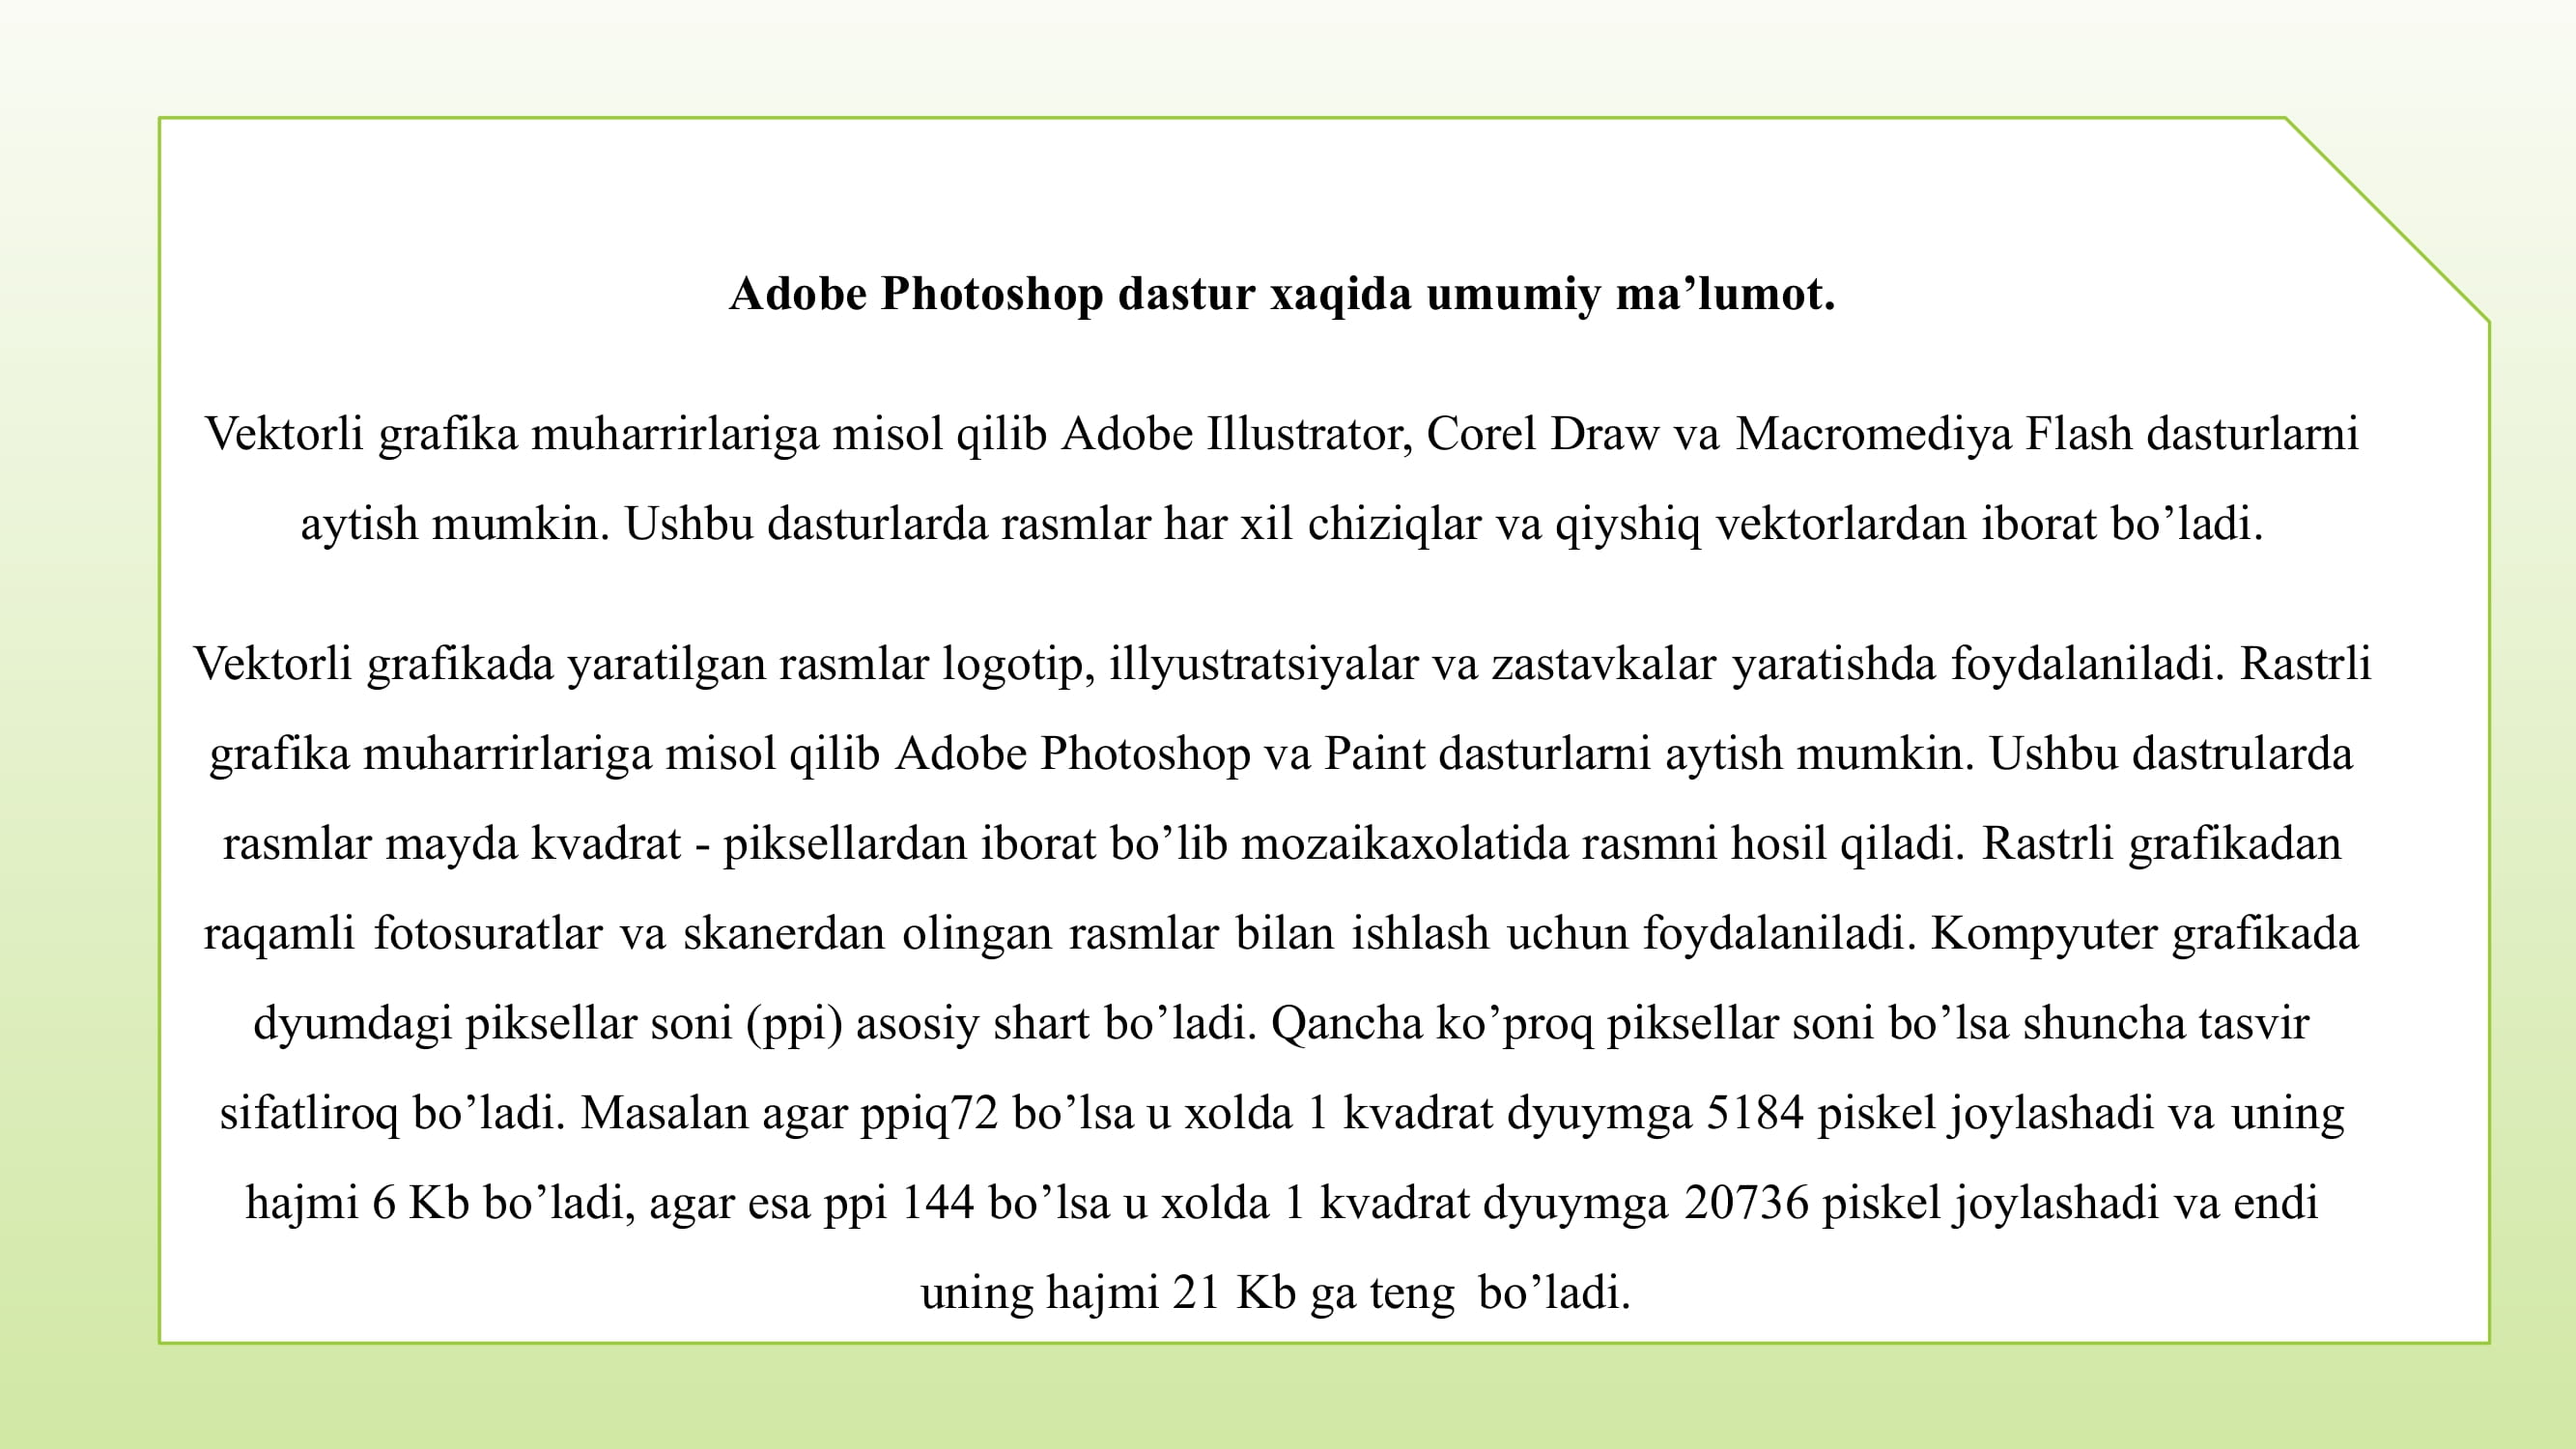 Adobe Photoshop dastur xaqida umumiy ma’lumot.
Vektorli grafika muharrirlariga misol qilib Adobe Illustrator, Corel Draw va Macromediya Flash dasturlarni
aytish mumkin. Ushbu dasturlarda rasmlar har xil chiziqlar va qiyshiq vektorlardan iborat bo’ladi.
Vektorli grafikada yaratilgan rasmlar logotip, illyustratsiyalar va zastavkalar yaratishda foydalaniladi. Rastrli
grafika muharrirlariga misol qilib Adobe Photoshop va Paint dasturlarni aytish mumkin. Ushbu dastrularda
rasmlar mayda kvadrat - piksellardan iborat bo’lib mozaikaxolatida rasmni hosil qiladi. Rastrli grafikadan
raqamli fotosuratlar va skanerdan olingan rasmlar bilan ishlash uchun foydalaniladi. Kompyuter grafikada
dyumdagi piksellar soni (ppi) asosiy shart bo’ladi. Qancha ko’proq piksellar soni bo’lsa shuncha tasvir
sifatliroq bo’ladi. Masalan agar ppiq72 bo’lsa u xolda 1 kvadrat dyuymga 5184 piskel joylashadi va uning
hajmi 6 Kb bo’ladi, agar esa ppi 144 bo’lsa u xolda 1 kvadrat dyuymga 20736 piskel joylashadi va endi
uning hajmi 21 Kb ga teng bo’ladi.